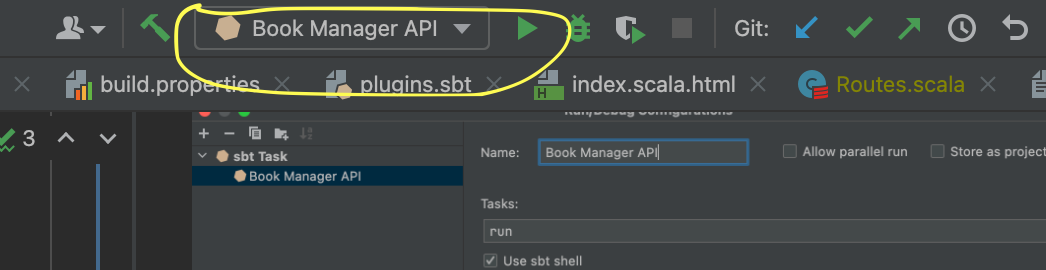 Book Manager API Git:
build.properties plugins.sbt index.scala.html Routes.scala
H
Run/Debug Configurations
3
sbt Task
Book Manager API
Name: Book Manager API Allow parallel run Store as project
Tasks:
run
Use sbt shell